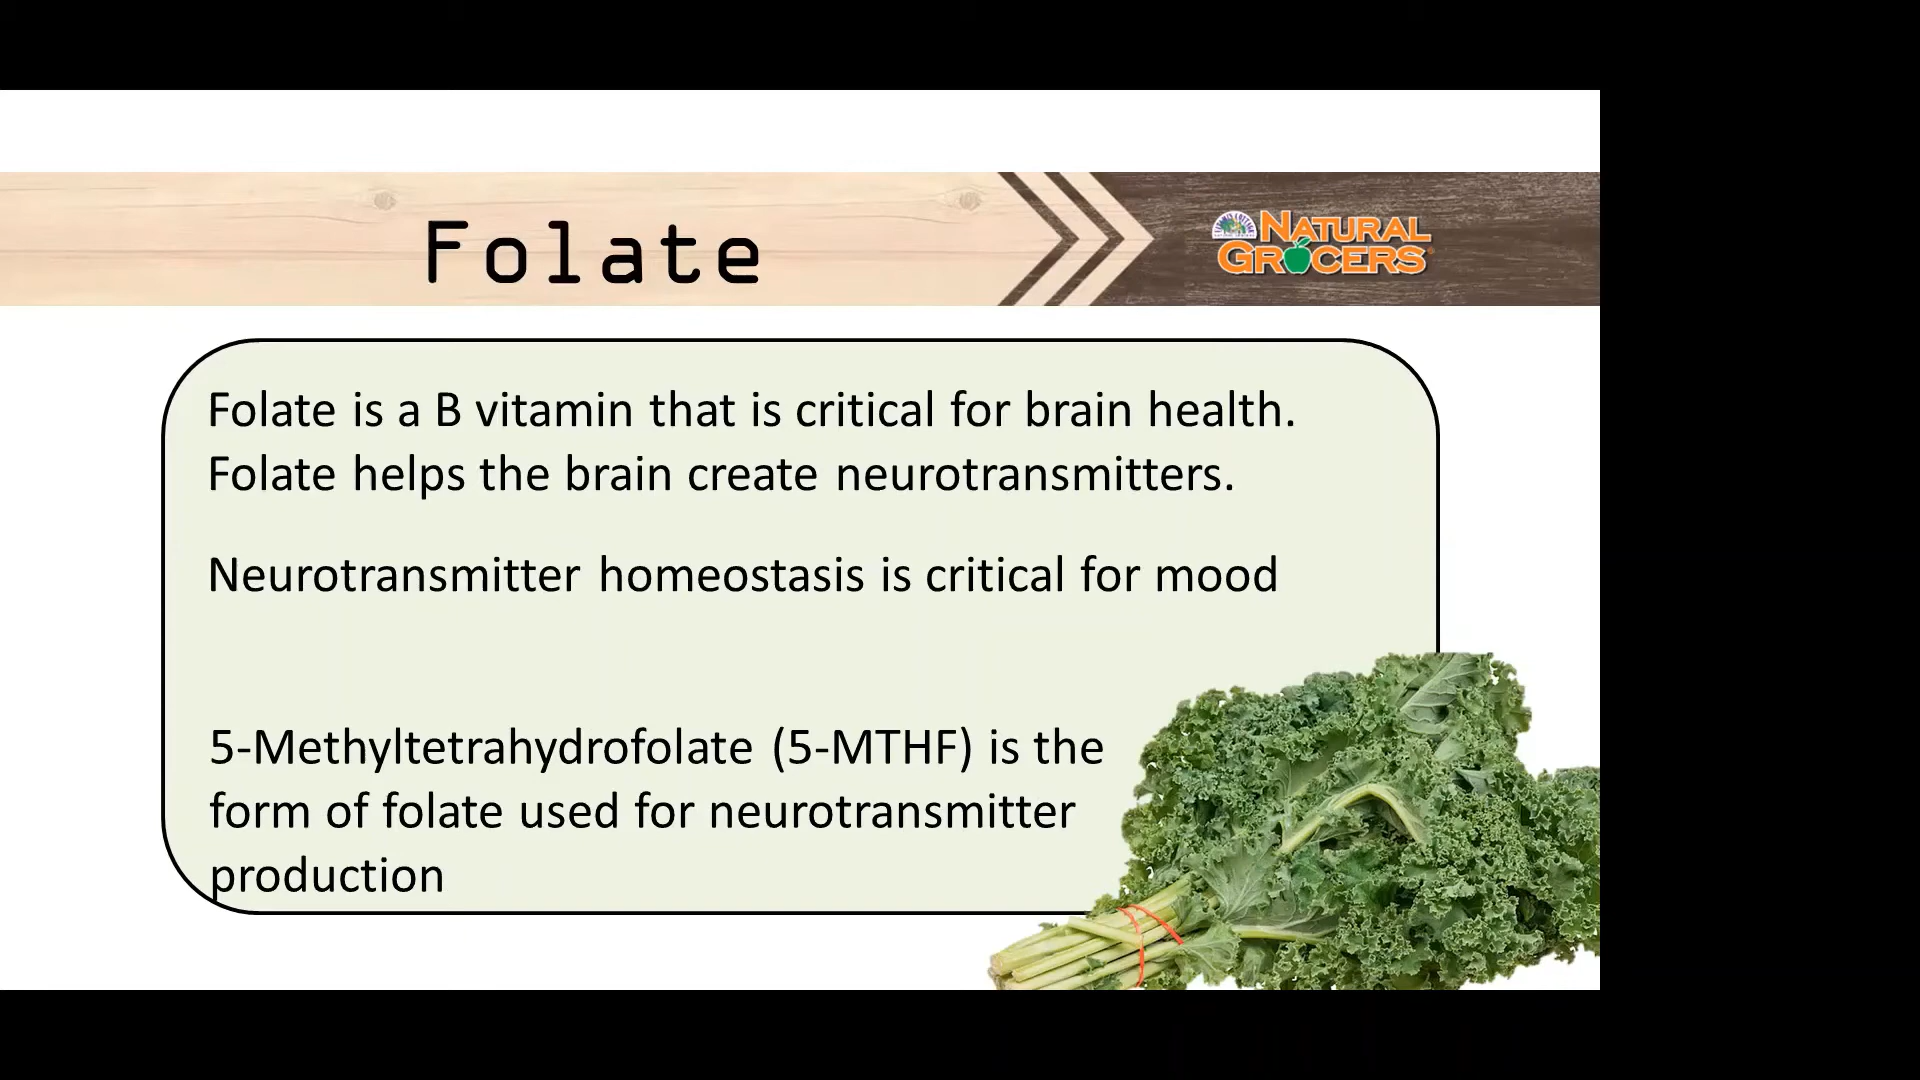 Folate
NATURAL
GROCERS
Folate is a B vitamin that is critical for brain health.
Folate helps the brain create neurotransmitters.
Neurotransmitter homeostasis is critical for mood
5-Methyltetrahydrofolate (5-MTHF) is the
form of folate used for neurotransmitter
production